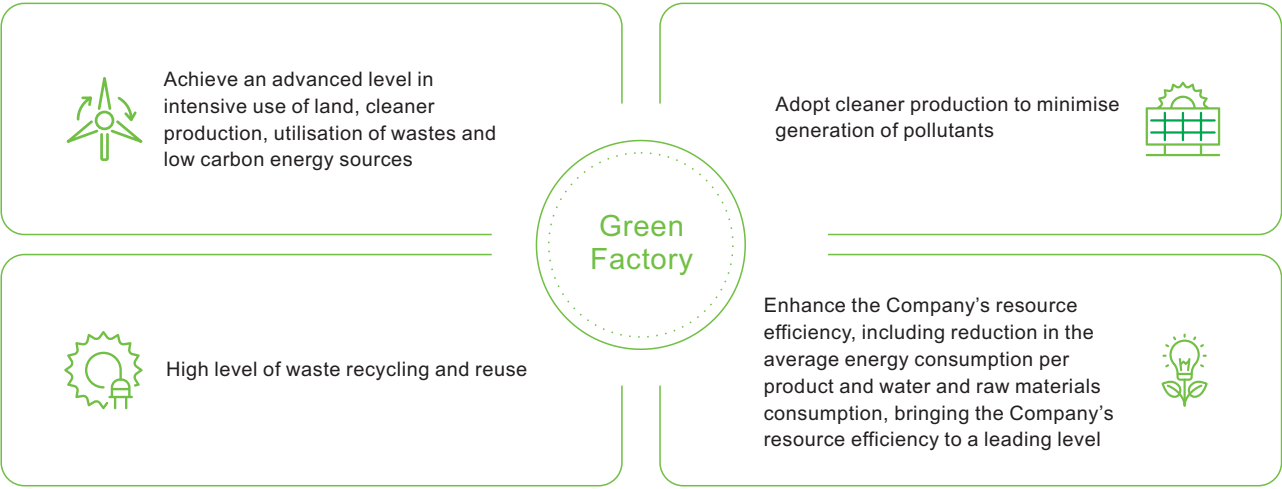 Achieve an advanced level in
intensive use of land, cleaner
production, utilisation of wastes and
low carbon energy sources
Adopt cleaner production to minimise
generation of pollutants
Green
Factory
High level of waste recycling and reuse
Enhance the Company’s resource
efficiency, including reduction in the
average energy consumption per
product and water and raw materials
consumption, bringing the Company’s
resource efficiency to a leading level